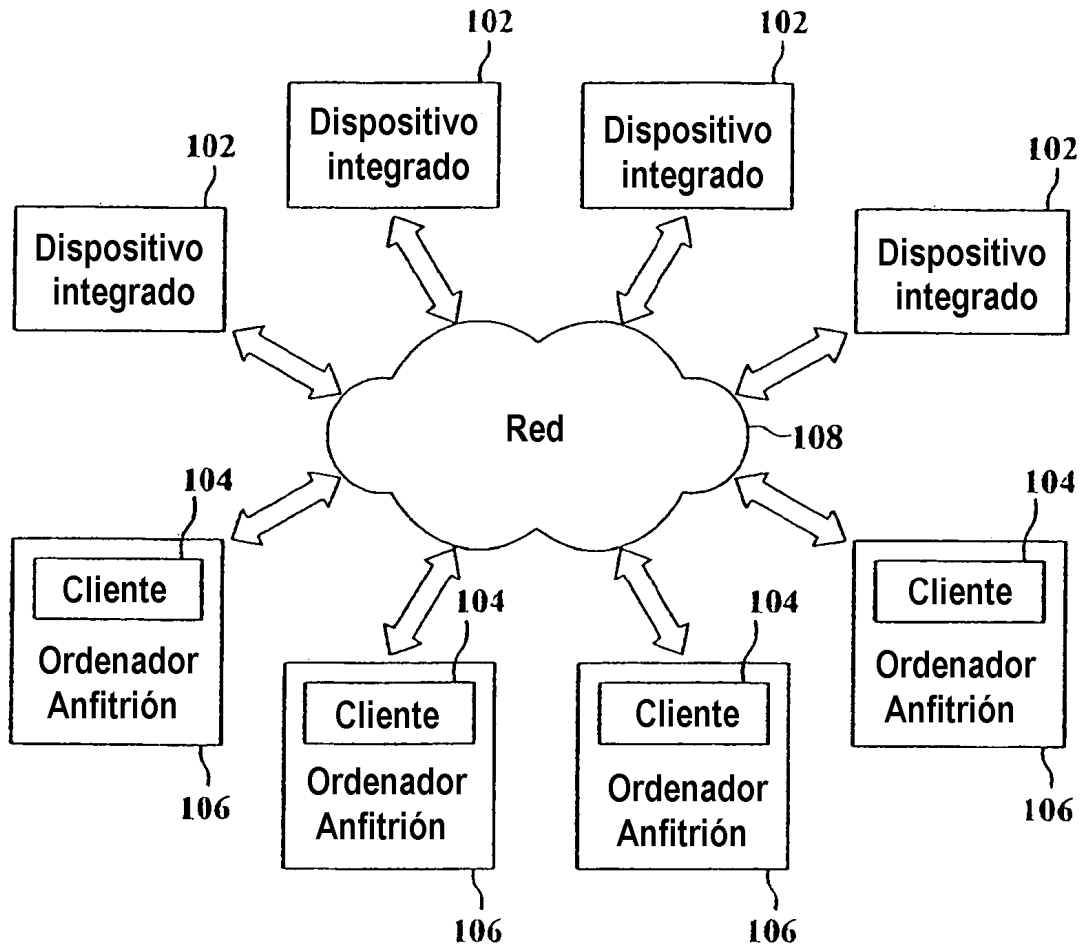 102
102
Dispositivo
integrado
Dispositivo
integrado
102
102
Dispositivo
integrado
Dispositivo
integrado
Red
108
104
104
Cliente
Ordenador
Anfitrión
104
104
Cliente
Ordenador
Anfitrión
Cliente
Ordenador
Anfitrión
Cliente
Ordenador
Anfitrión
106
106
106
106